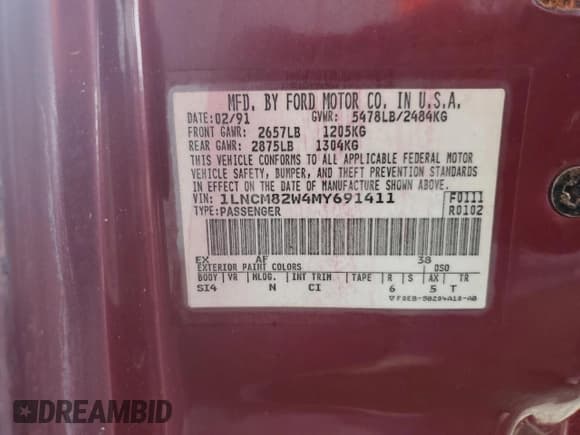 MFD. BY FORD MOTOR CO. IN U.S.A.
DATE: 02/91 GVWR: 5478LB/2484KG
FRONT GAWR: 2657LB 1205KG
REAR GAWR: 2875LB 1304KG
THIS VEHICLE CONFORMS TO ALL APPLICABLE FEDERAL MOTOR
VEHICLE SAFETY, BUMPER, AND THEFT PREVENTION STANDARDS
IN EFFECT ON THE DATE OF MANUFACTURE SHOWN ABOVE.
VIN: 1LNCM82W4MY691411 F0111
TYPE: PASSENGER R0102
EX AF 38
EXTERIOR PAINT COLORS DSO
BODY VR MLDG. INT TRIM TAPE R S AX TR
SI4 N CI 6 5 T
DREAMBID